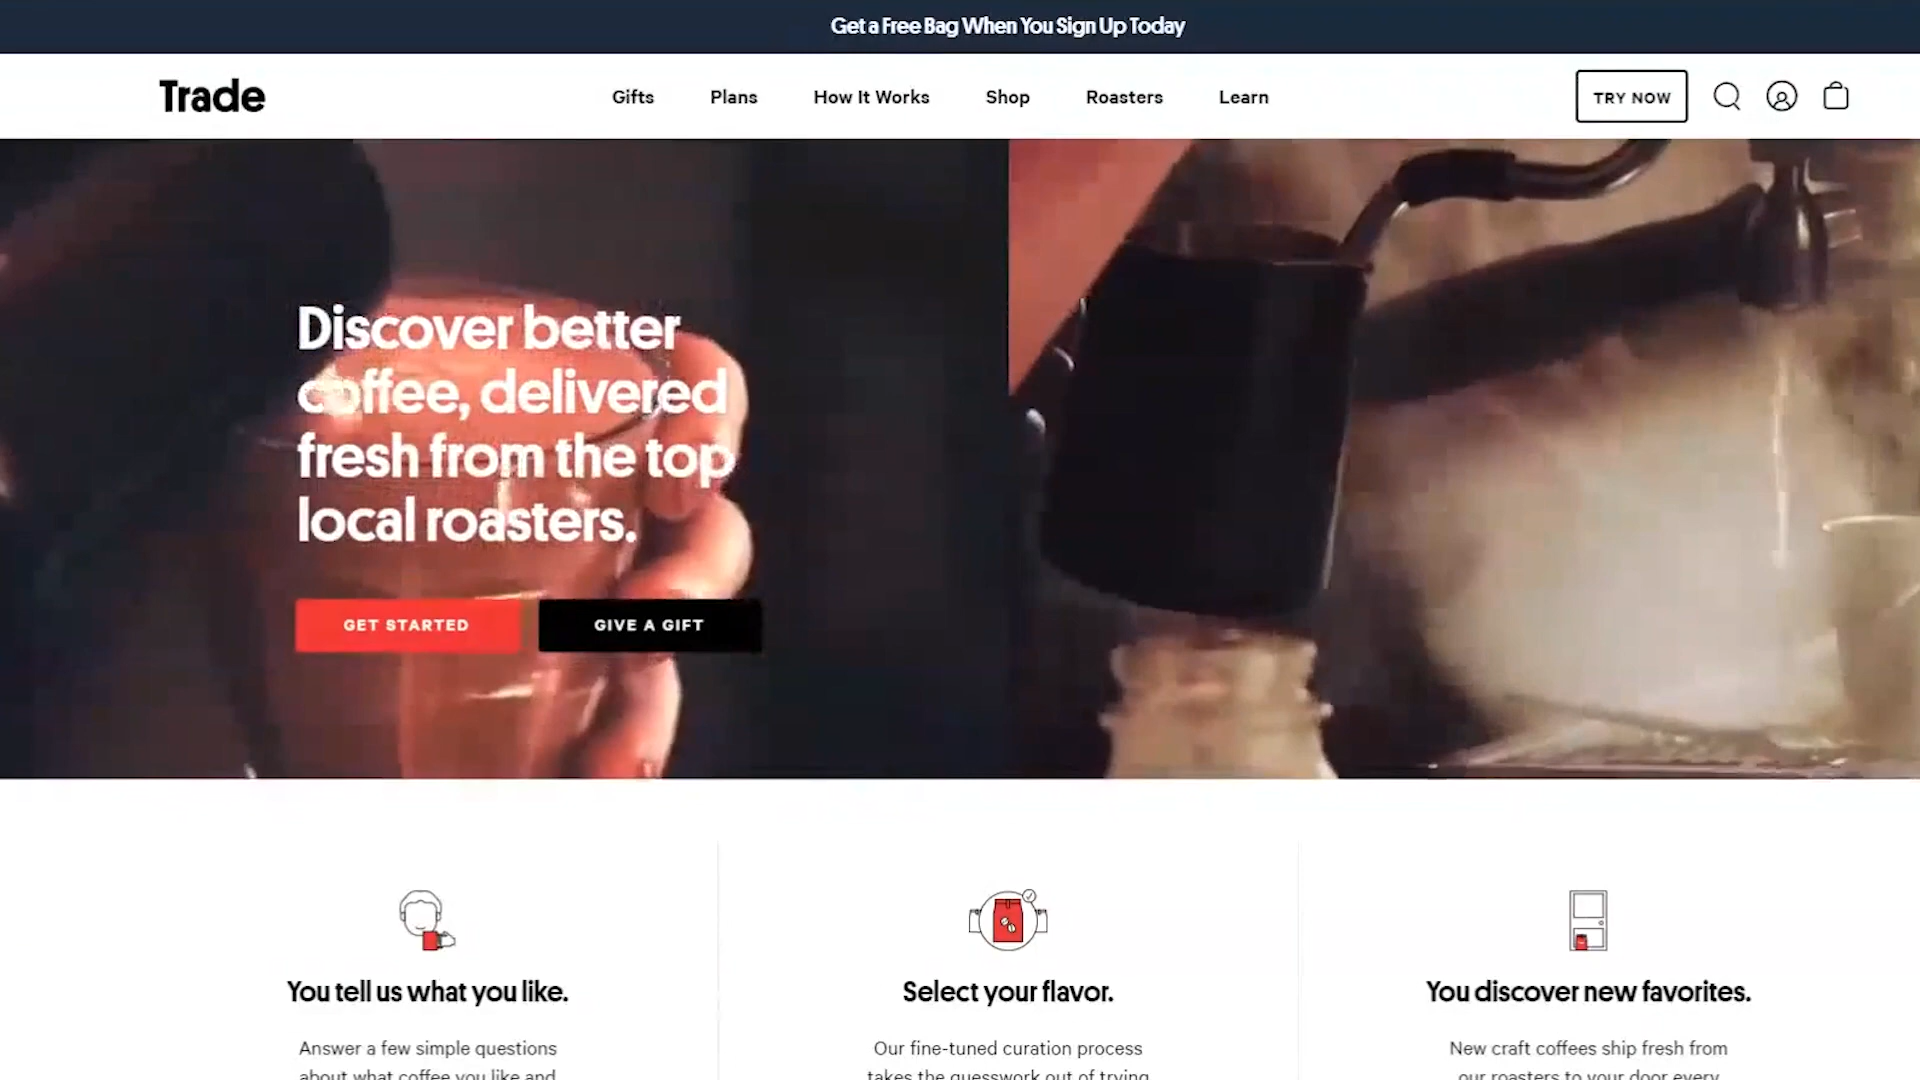 Get a Free Bag When You Sign Up Today
Trade
Gifts
Plans
How It Works
Shop
Roasters
Learn
TRY NOW
Discover better
coffee, delivered
fresh from the top
local roasters.
GET STARTED
GIVE A GIFT
You tell us what you like.
Answer a few simple questions
about what coffee you like and
Select your flavor.
Our fine-tuned curation process
takes the guesswork out of trying
You discover new favorites.
New craft coffees ship fresh from
our roasters to your door every